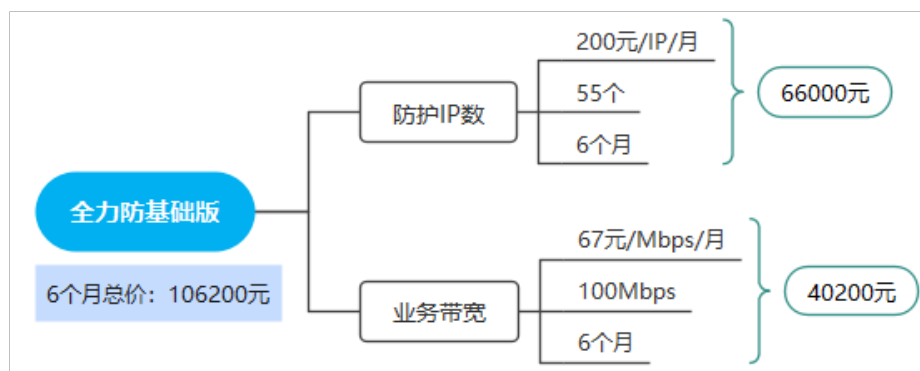 全力防基础版
6个月总价：106200元
防护IP数
200元/IP/月
55个
6个月
66000元
业务带宽
67元/Mbps/月
100Mbps
6个月
40200元